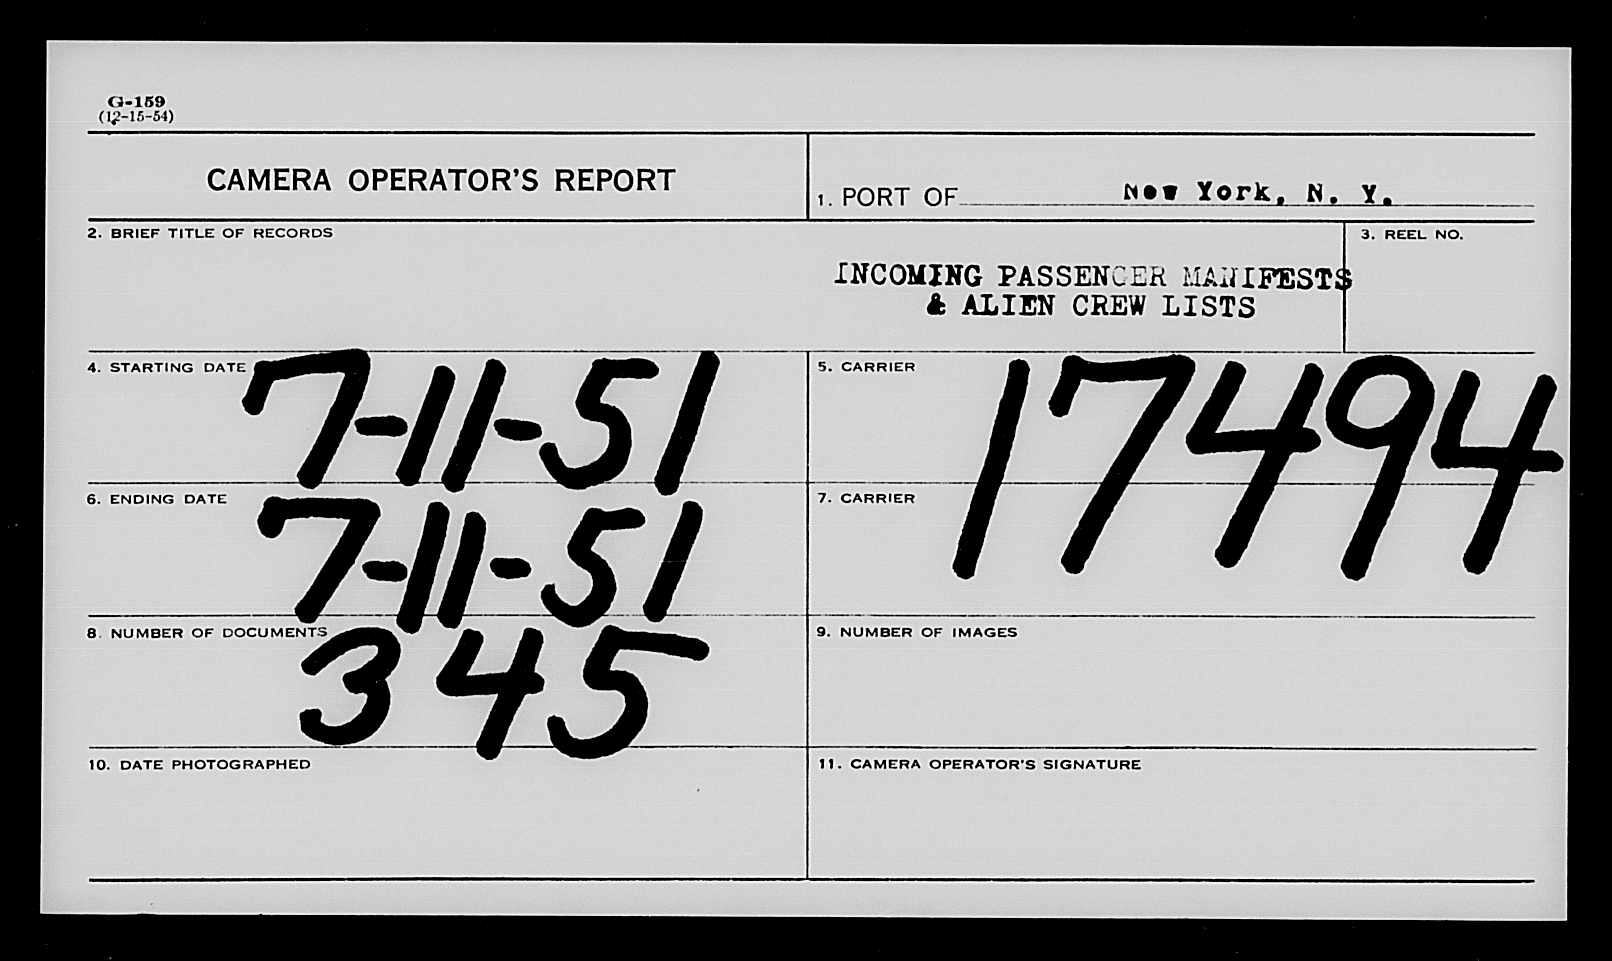 G-159
(12-15-54)
CAMERA OPERATOR'S REPORT
1. PORT OF New York, N. Y.
2. BRIEF TITLE OF RECORDS
INCOMING PASSENGER MANIFESTS
& ALIEN CREW LISTS
3. REEL NO.
4. STARTING DATE 7-11-51
5. CARRIER 17494
6. ENDING DATE 7-11-51
7. CARRIER
8. NUMBER OF DOCUMENTS 345
9. NUMBER OF IMAGES
10. DATE PHOTOGRAPHED
11. CAMERA OPERATOR'S SIGNATURE